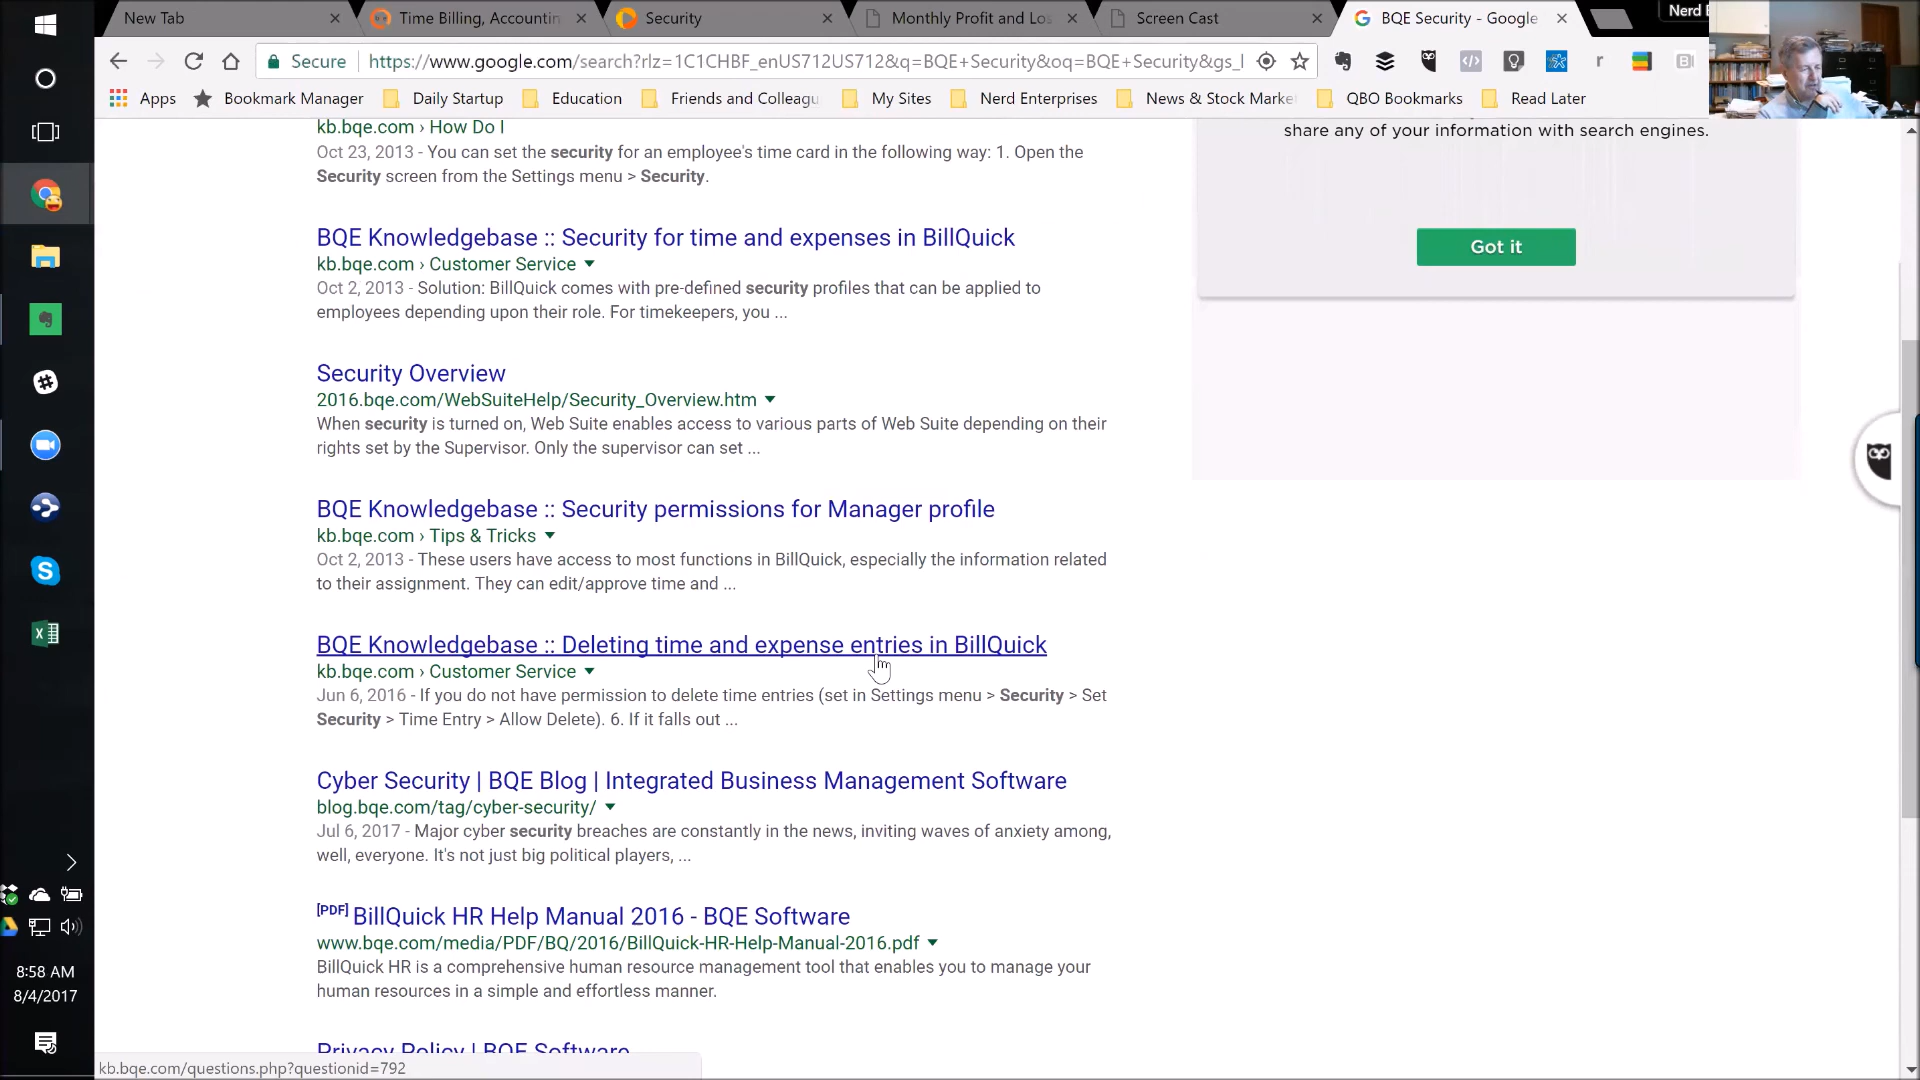 New Tab
Time Billing, Accountin
Security
Monthly Profit and Lo
Screen Cast
BQE Security - Google
Nerd
Secure
https://www.google.com/search?rlz=1C1CHBF_enUS712US712&q=BQE+Security&oq=BQE+Security&gs_l
Apps
Bookmark Manager
Daily Startup
Education
Friends and Colleagu
My Sites
Nerd Enterprises
News & Stock Marke
QBO Bookmarks
Read Later
kb.bqe.com › How Do I
Oct 23, 2013 - You can set the security for an employee's time card in the following way: 1. Open the
Security screen from the Settings menu > Security.
BQE Knowledgebase :: Security for time and expenses in BillQuick
kb.bqe.com › Customer Service
Oct 2, 2013 - Solution: BillQuick comes with pre-defined security profiles that can be applied to
employees depending upon their role. For timekeepers, you ...
Security Overview
2016.bqe.com/WebSuiteHelp/Security_Overview.htm
When security is turned on, Web Suite enables access to various parts of Web Suite depending on their
rights set by the Supervisor. Only the supervisor can set ...
BQE Knowledgebase :: Security permissions for Manager profile
kb.bqe.com › Tips & Tricks
Oct 2, 2013 - These users have access to most functions in BillQuick, especially the information related
to their assignment. They can edit/approve time and ...
BQE Knowledgebase :: Deleting time and expense entries in BillQuick
kb.bqe.com › Customer Service
Jun 6, 2016 - If you do not have permission to delete time entries (set in Settings menu > Security > Set
Security > Time Entry > Allow Delete). 6. If it falls out ...
Cyber Security | BQE Blog | Integrated Business Management Software
blog.bqe.com/tag/cyber-security/
Jul 6, 2017 - Major cyber security breaches are constantly in the news, inviting waves of anxiety among,
well, everyone. It's not just big political players, ...
[PDF] BillQuick HR Help Manual 2016 - BQE Software
www.bqe.com/media/PDF/BQ/2016/BillQuick-HR-Help-Manual-2016.pdf
BillQuick HR is a comprehensive human resource management tool that enables you to manage your
human resources in a simple and effortless manner.
Privacy Policy | BQE Software
share any of your information with search engines.
Got it
8:58 AM
8/4/2017
kb.bqe.com/questions.php?questionid=792